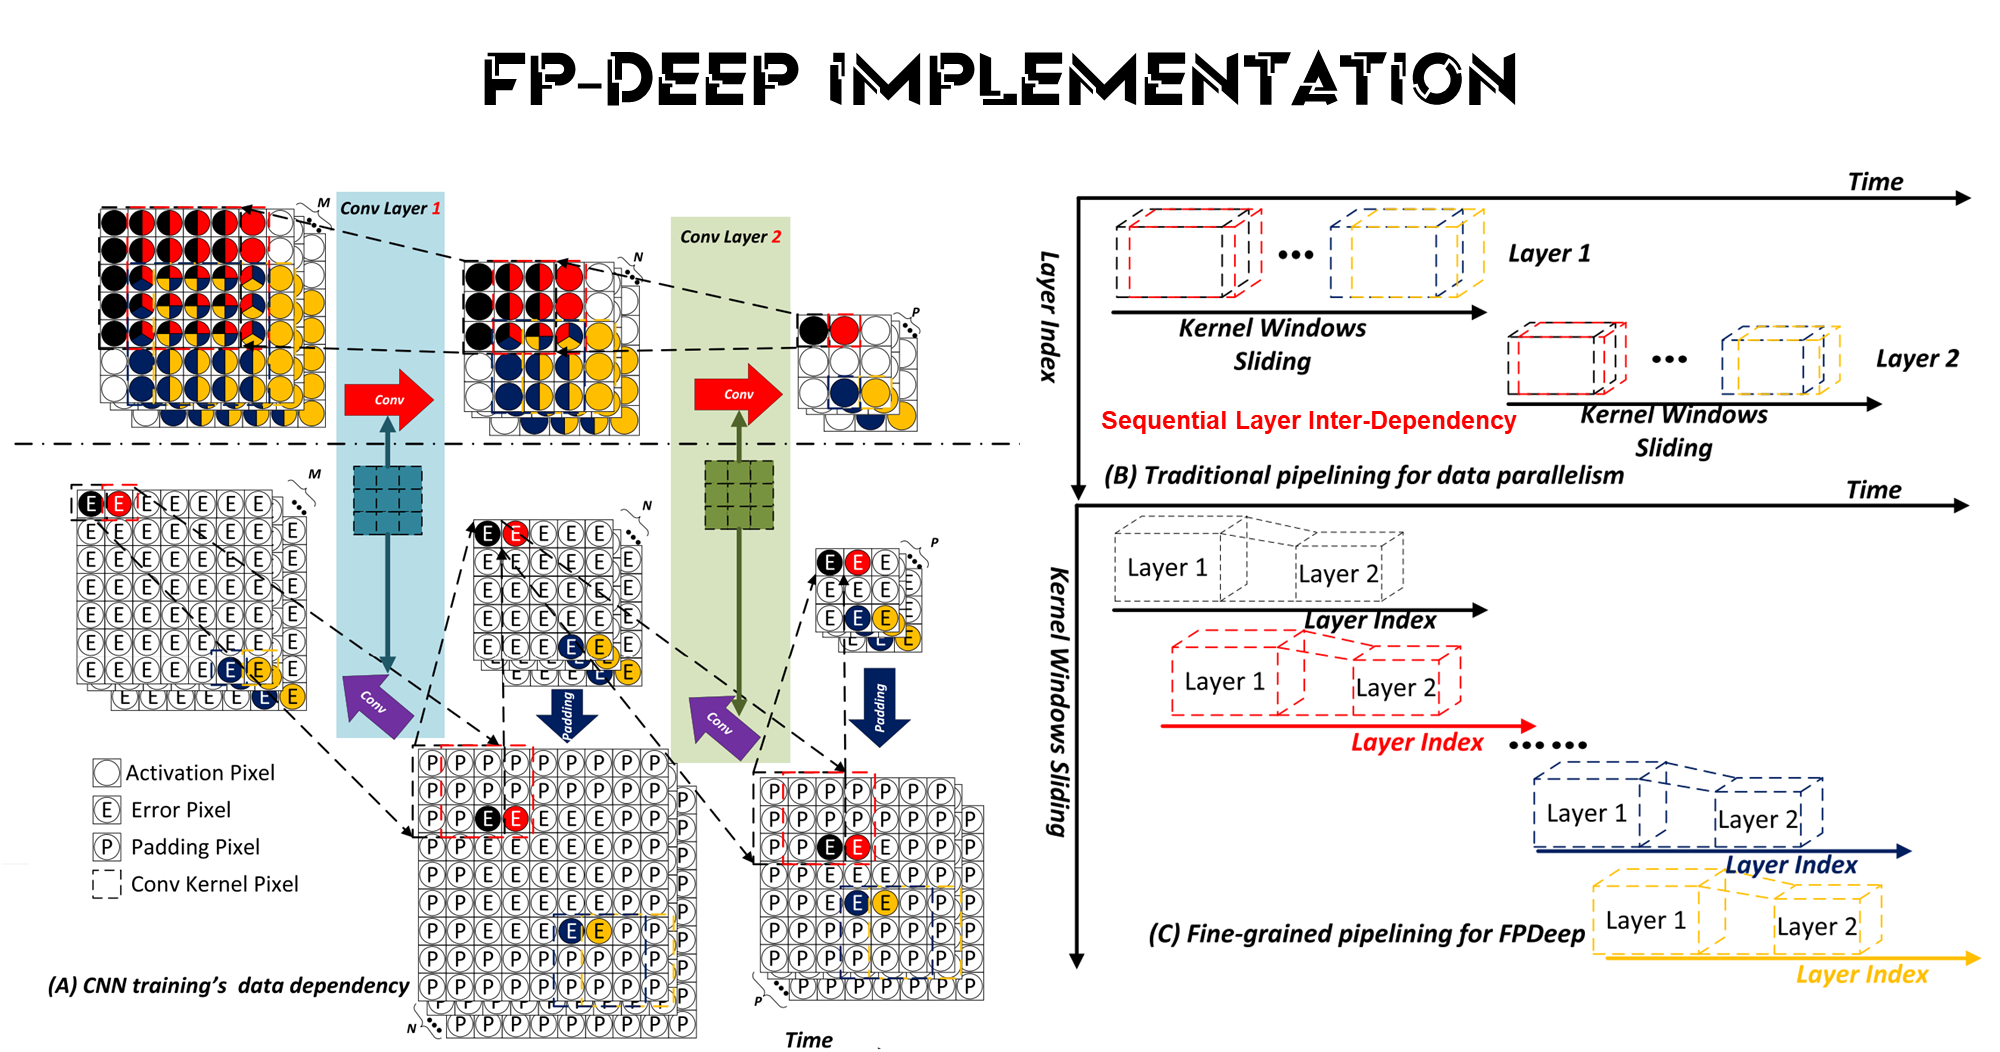 FP-DEEP IMPLEMENTATION
M
Conv Layer 1
N
Conv Layer 2
P
Conv
Conv
M
E E E E E E E
E E E E E E E E
E E E E E E E E
E E E E E E E E
E E E E E E E E
E E E E E E E E
E E E E E E E E
E E E E E E E
N
E E E E E
E E E E E E
E E E E E E
E E E E E E
E E E E E E
E E E E E
P
E E E
E E E E
E E E E
E E E
Conv
Padding
Conv
Padding
P P P P P P P P P
P P P P P P P P P P
P P E E E E E P P P
P P E E E E E P P P
P P E E E E E P P P
P P E E E E E P P P
P P E E E E E P P P
P P P P P P P P P P
P P P P P P P P P P
P P P P P P P P P
N
P P P P P P P
P P P P P P P P
P P E E E P P P
P P E E E P P P
P P E E E P P P
P P P P P P P P
P P P P P P P P
P P P P P P P
P
Activation Pixel
E Error Pixel
P Padding Pixel
Conv Kernel Pixel
(A) CNN training’s data dependency
Time
Time
Layer Index
Layer 1
Kernel Windows
Sliding
Layer 2
Kernel Windows
Sliding
Sequential Layer Inter-Dependency
(B) Traditional pipelining for data parallelism
Time
Kernel Windows Sliding
Layer 1
Layer 2
Layer Index
Layer 1
Layer 2
Layer Index
Layer 1
Layer 2
Layer Index
Layer 1
Layer 2
Layer Index
(C) Fine-grained pipelining for FPDeep